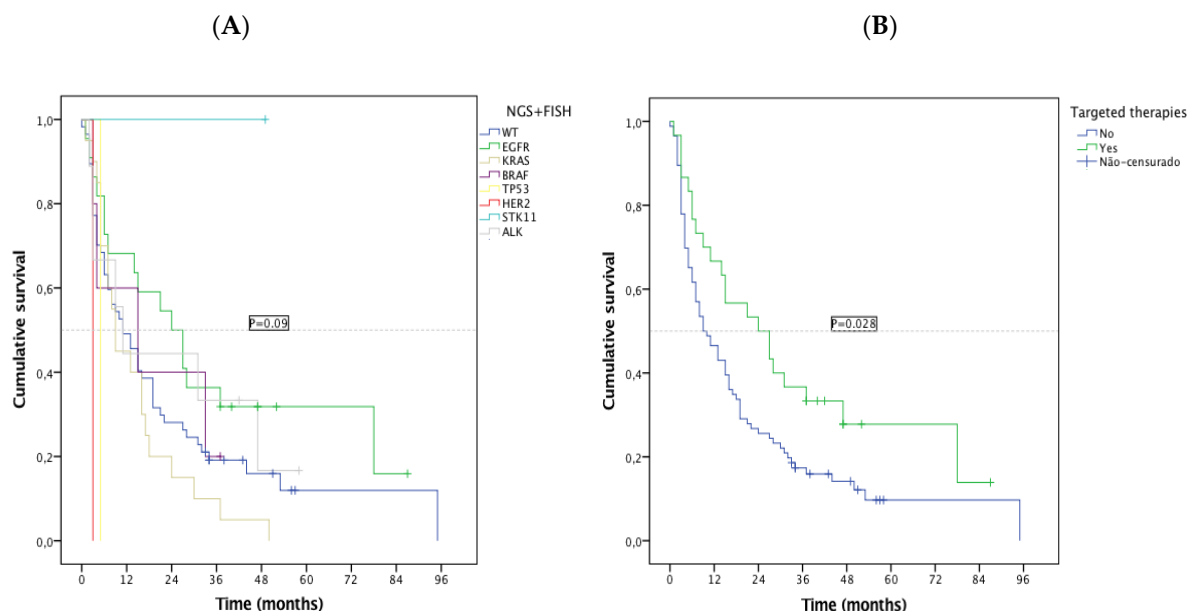 (A)
NGS+FISH
WT
EGFR
KRAS
BRAF
TP53
HER2
STK11
ALK
Cumulative survival
1,0
0,8
0,6
0,4
0,2
0,0
P=0.09
0 12 24 36 48 60 72 84 96
Time (months)
(B)
Targeted therapies
No
Yes
Não-censurado
Cumulative survival
1,0
0,8
0,6
0,4
0,2
0,0
P=0.028
0 12 24 36 48 60 72 84 96
Time (months)